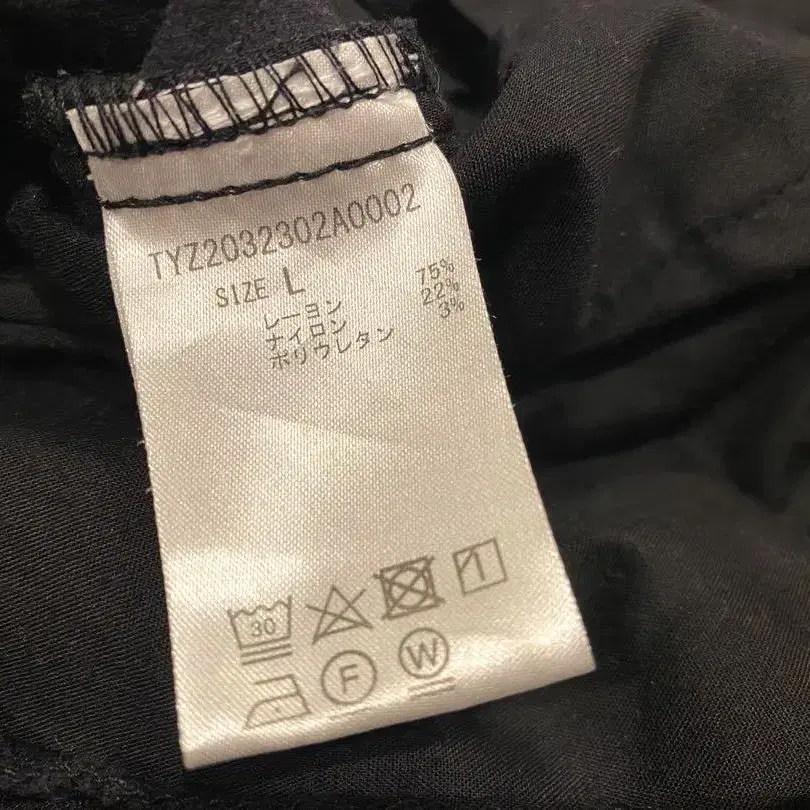 TYZ2032302A0002
SIZE L
レーヨン 75%
ナイロン 22%
ポリウレタン 3%
30
F W